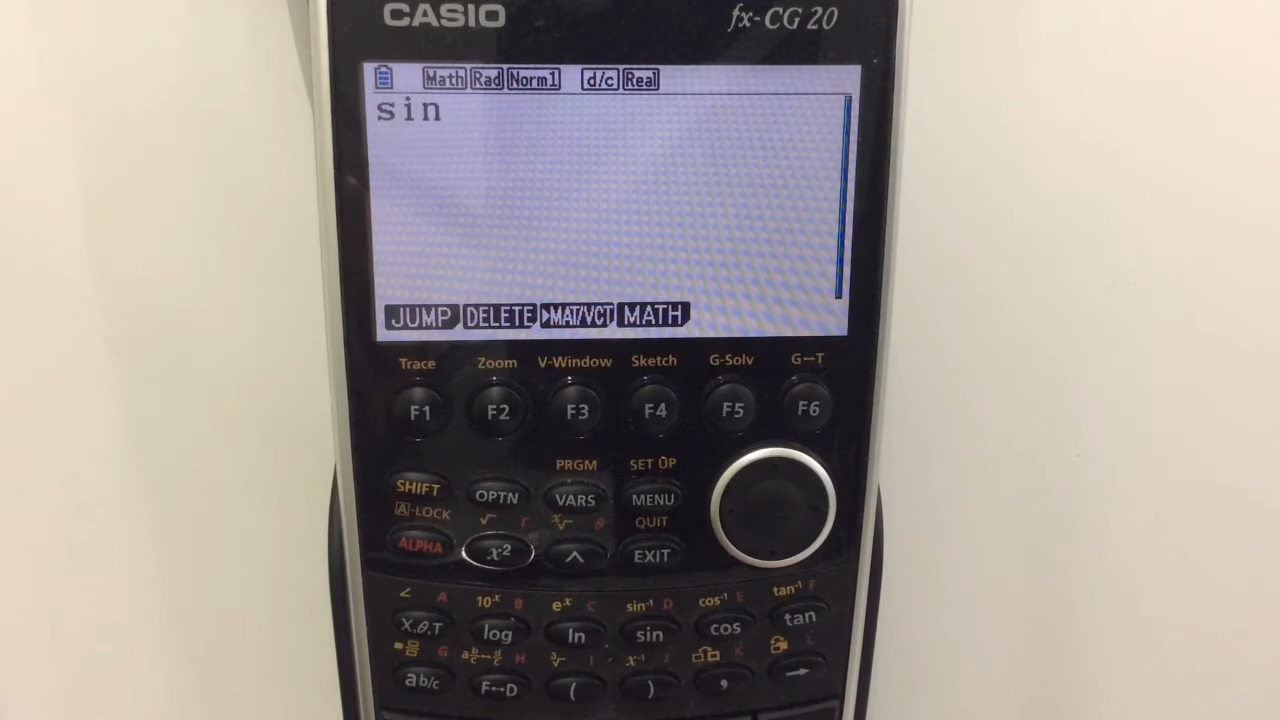 CASIO fx-CG 20
Math Rad Norm1 d/c Real
sin
JUMP DELETE ▶MAT/VCT MATH
Trace Zoom V-Window Sketch G-Solv G↔T
F1 F2 F3 F4 F5 F6
PRGM SET UP
SHIFT OPTN VARS MENU
A-LOCK √ r ˣ√ θ QUIT
ALPHA x² ^ EXIT
∠ A 10ˣ B eˣ C sin⁻¹ D cos⁻¹ E tan⁻¹ F
X,θ,T log ln sin cos tan
G a b/c↔d/c H ³√ I x⁻¹ J K
a b/c F↔D ( ) , →